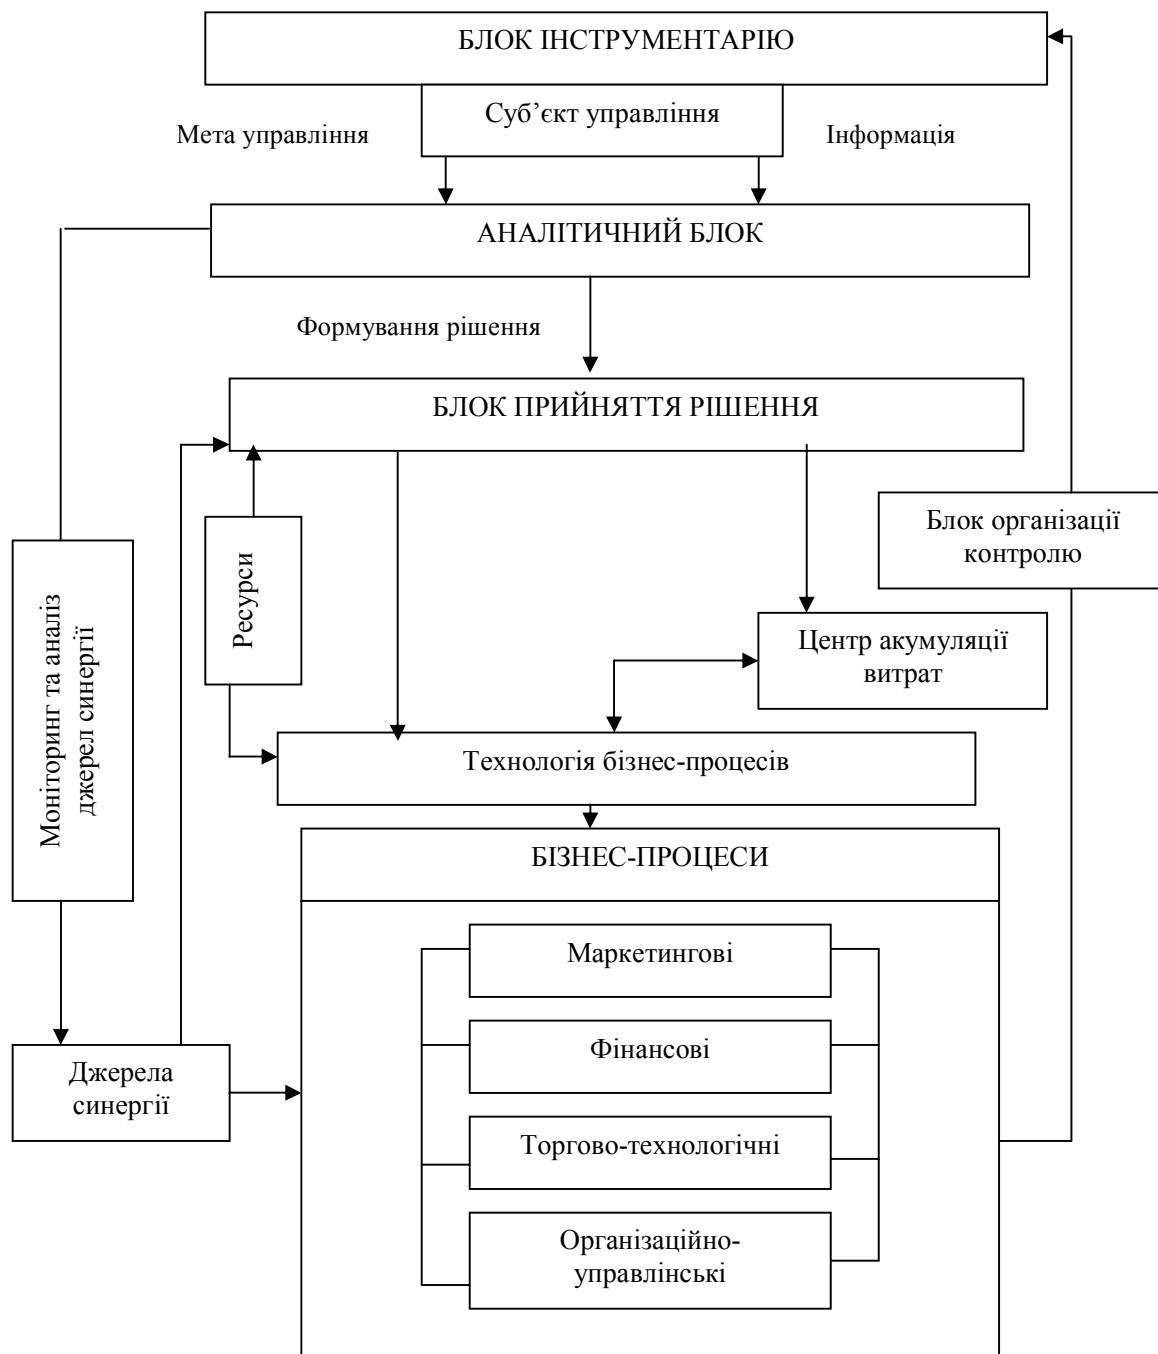 БЛОК ІНСТРУМЕНТАРІЮ
Суб’єкт управління
Мета управління
Інформація
АНАЛІТИЧНИЙ БЛОК
Формування рішення
БЛОК ПРИЙНЯТТЯ РІШЕННЯ
Блок організації
контролю
Ресурси
Моніторинг та аналіз
джерел синергії
Центр акумуляції
витрат
Технологія бізнес-процесів
БІЗНЕС-ПРОЦЕСИ
Маркетингові
Фінансові
Джерела
синергії
Торгово-технологічні
Організаційно-
управлінські